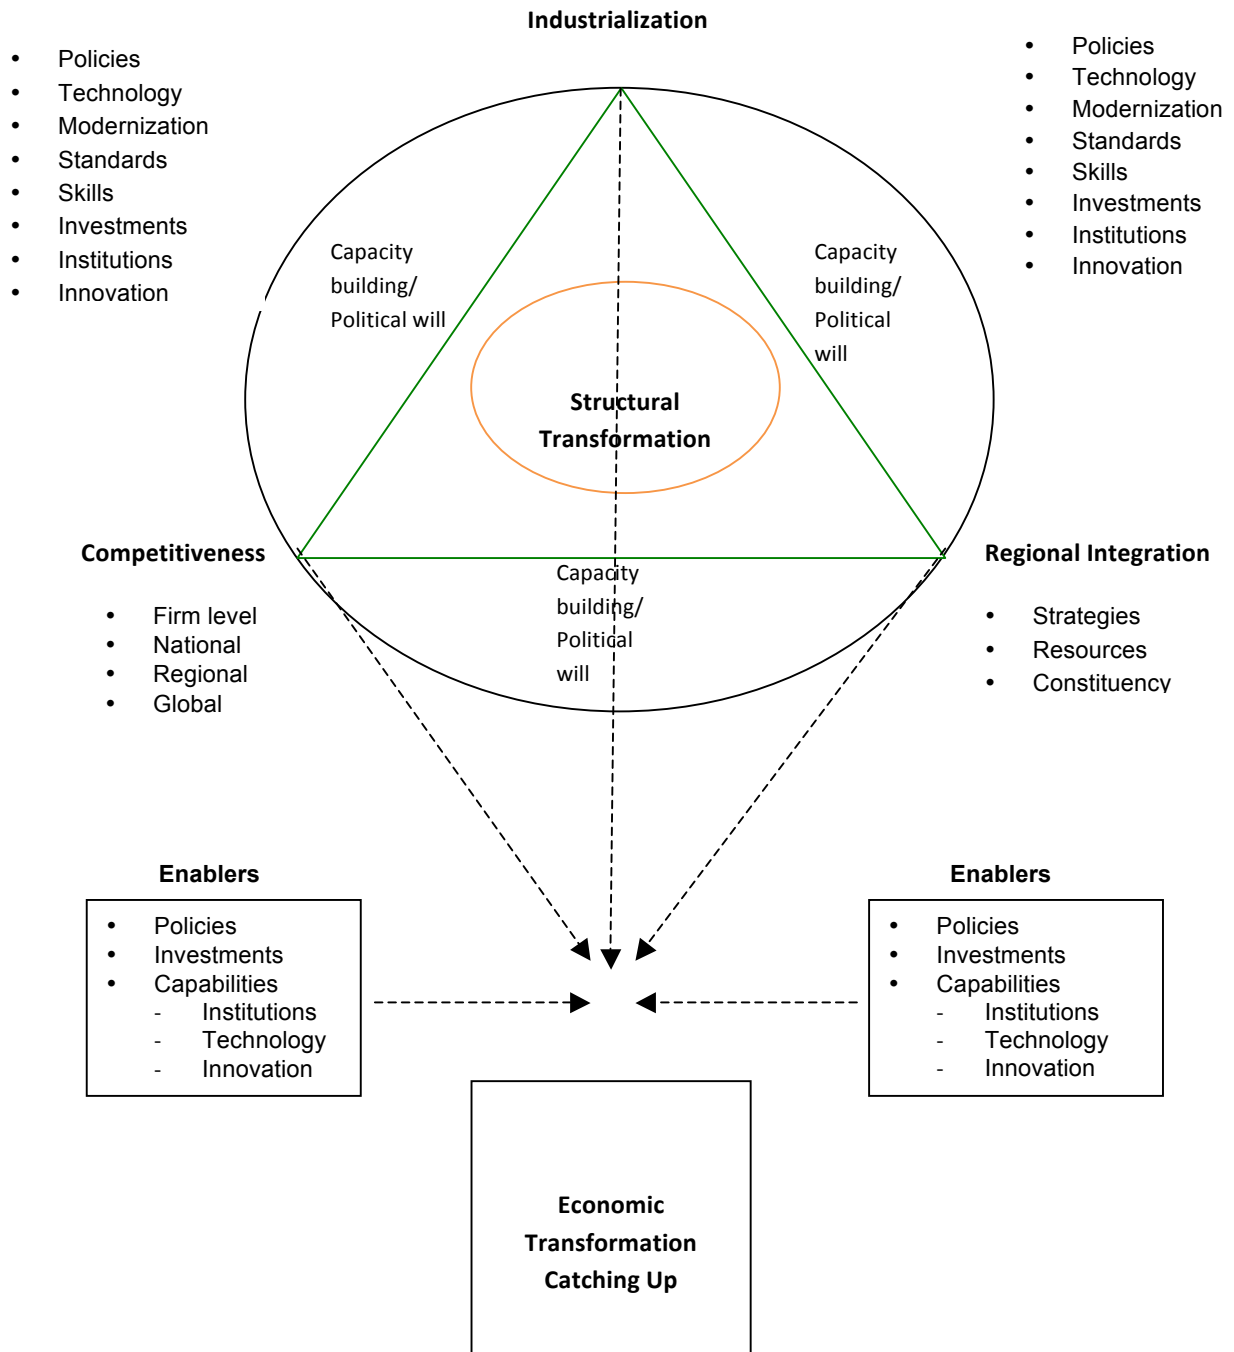 Industrialization
• Policies
• Technology
• Modernization
• Standards
• Skills
• Investments
• Institutions
• Innovation
• Policies
• Technology
• Modernization
• Standards
• Skills
• Investments
• Institutions
• Innovation
Capacity
building/
Political will
Capacity
building/
Political
will
Structural
Transformation
Competitiveness
• Firm level
• National
• Regional
• Global
Capacity
building/
Political
will
Regional Integration
• Strategies
• Resources
• Constituency
Enablers
• Policies
• Investments
• Capabilities
- Institutions
- Technology
- Innovation
Enablers
• Policies
• Investments
• Capabilities
- Institutions
- Technology
- Innovation
Economic
Transformation
Catching Up